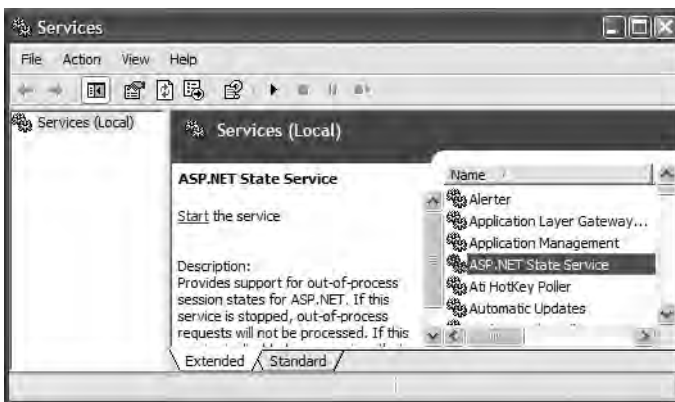 Services
File Action View Help
Services (Local)
Services (Local)
ASP.NET State Service
Start the service
Description:
Provides support for out-of-process
session states for ASP.NET. If this
service is stopped, out-of-process
requests will not be processed. If this
Name
Alerter
Application Layer Gateway...
Application Management
ASP.NET State Service
Ati HotKey Poller
Automatic Updates
Extended Standard